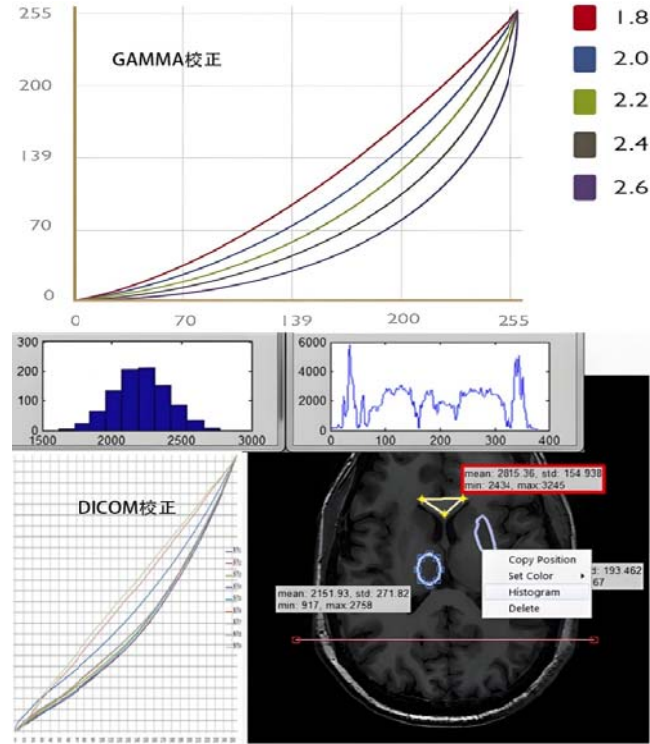 255
200
139
70
0
GAMMA校正
0 70 139 200 255
1.8
2.0
2.2
2.4
2.6
300
200
100
0
1500 2000 2500 3000
6000
4000
2000
0
0 100 200 300 400
DICOM校正
mean: 2815.36, std: 154.938
min: 2434, max:3245
Copy Position
Set Color
Histogram
Delete
d: 193.462
67
mean: 2151.93, std: 271.82
min: 917, max:2758